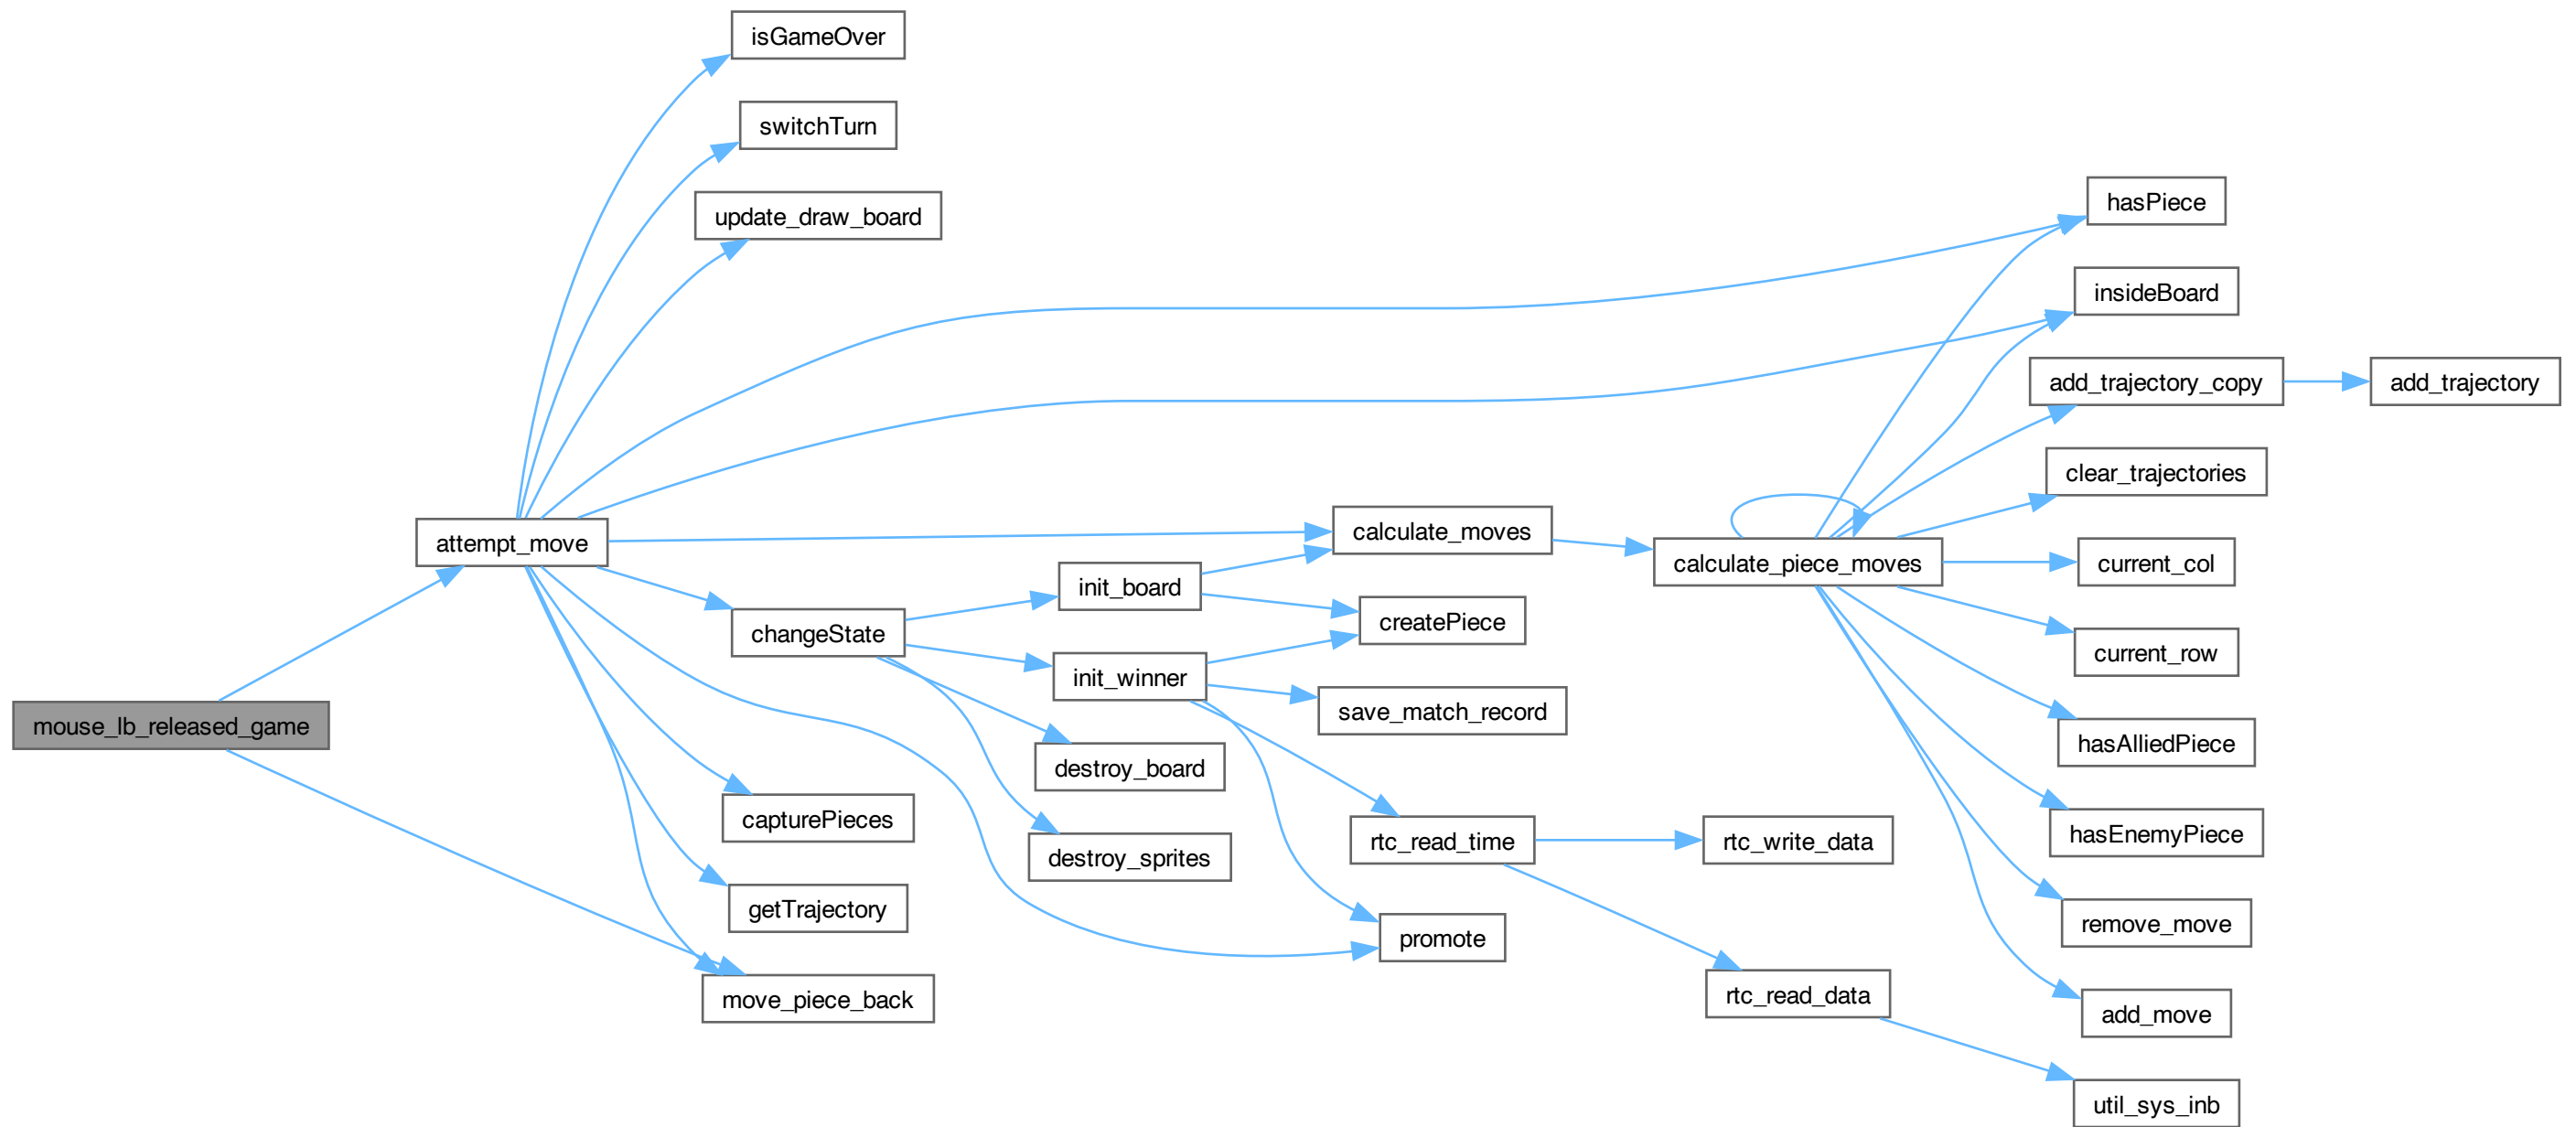 isGameOver
switchTurn
update_draw_board
hasPiece
insideBoard
add_trajectory_copy
add_trajectory
clear_trajectories
attempt_move
calculate_moves
calculate_piece_moves
current_col
init_board
createPiece
changeState
current_row
init_winner
save_match_record
mouse_lb_released_game
hasAlliedPiece
destroy_board
capturePieces
rtc_read_time
rtc_write_data
hasEnemyPiece
destroy_sprites
getTrajectory
promote
remove_move
move_piece_back
rtc_read_data
add_move
util_sys_inb